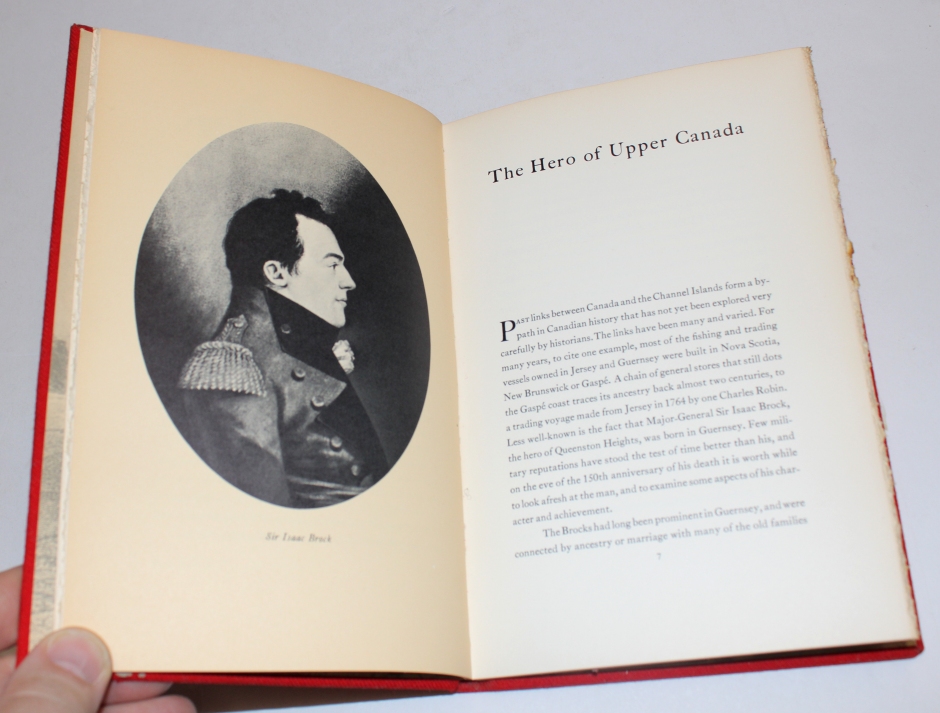 Sir Isaac Brock
The Hero of Upper Canada
PAST links between Canada and the Channel Islands form a by-
path in Canadian history that has not yet been explored very
carefully by historians. The links have been many and varied. For
many years, to cite one example, most of the fishing and trading
vessels owned in Jersey and Guernsey were built in Nova Scotia,
New Brunswick or Gaspé. A chain of general stores that still dots
the Gaspé coast traces its ancestry back almost two centuries, to
a trading voyage made from Jersey in 1764 by one Charles Robin.
Less well-known is the fact that Major-General Sir Isaac Brock,
the hero of Queenston Heights, was born in Guernsey. Few mili-
tary reputations have stood the test of time better than his, and
on the eve of the 150th anniversary of his death it is worth while
to look afresh at the man, and to examine some aspects of his char-
acter and achievement.
The Brocks had long been prominent in Guernsey, and were
connected by ancestry or marriage with many of the old families
7